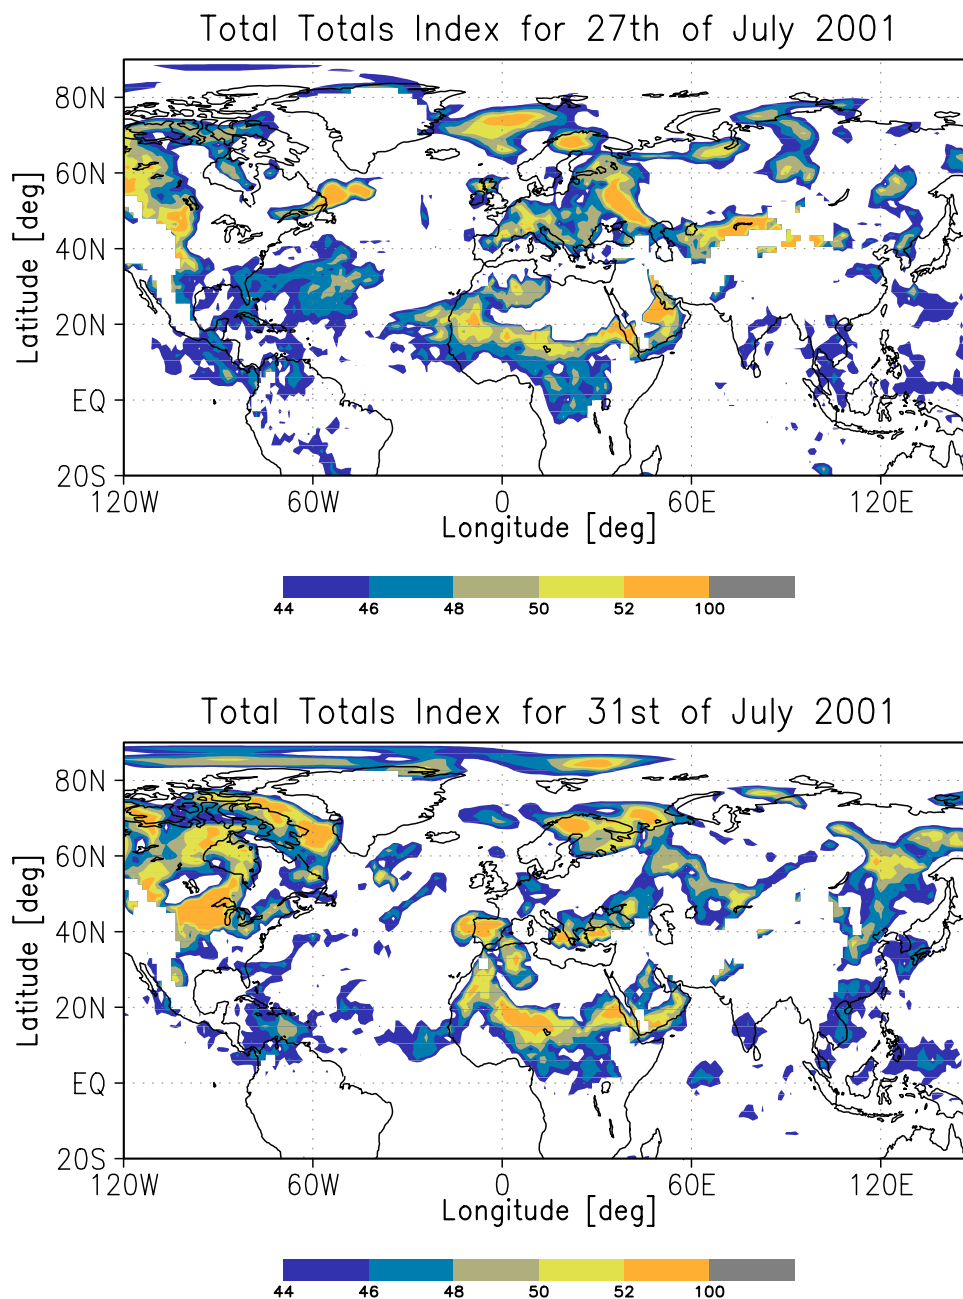 Total Totals Index for 27th of July 2001
80N
60N
40N
20N
EQ
20S
Latitude [deg]
120W 60W 0 60E 120E
Longitude [deg]
44 46 48 50 52 100
Total Totals Index for 31st of July 2001
80N
60N
40N
20N
EQ
20S
Latitude [deg]
120W 60W 0 60E 120E
Longitude [deg]
44 46 48 50 52 100